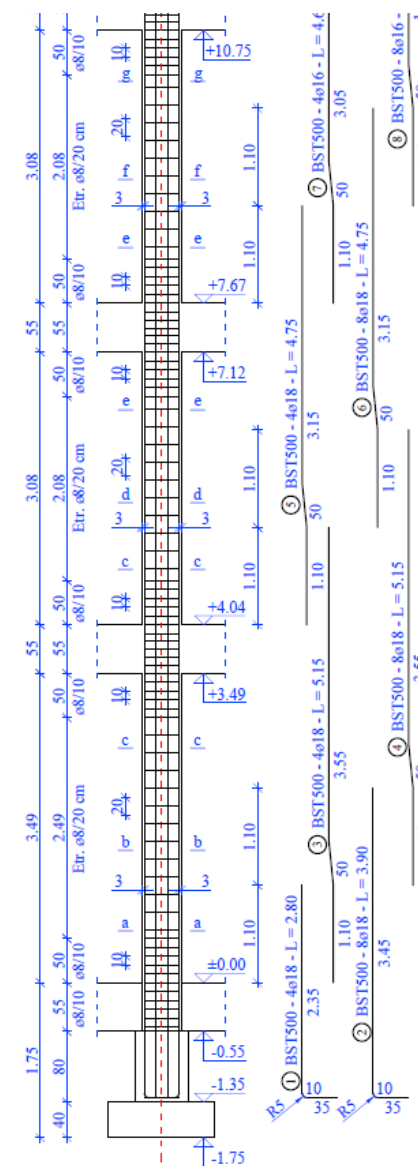 3.08
55
3.08
55
3.49
1.75
50
2.08
50
55
50
2.08
50
55
50
2.49
50
55
80
40
ø8/10
Etr. ø8/20 cm
ø8/10
ø8/10
Etr. ø8/20 cm
ø8/10
ø8/10
Etr. ø8/20 cm
ø8/10
ø8/10
10
g g
20
f f
3 3
e e
10
10
e e
20
d d
3 3
c c
10
10
c c
20
b b
3 3
a a
10
+10.75
+7.67
+7.12
+4.04
+3.49
±0.00
-0.55
-1.35
-1.75
1.10
1.10
1.10
1.10
1.10
1.10
7 BST500 - 4ø16 - L =
3.05
50
1.10
8 BST500 - 8ø16 -
5 BST500 - 4ø18 - L = 4.75
3.15
50
1.10
6 BST500 - 8ø18 - L = 4.75
3.15
50
1.10
3 BST500 - 4ø18 - L = 5.15
3.55
50
1.10
4 BST500 - 8ø18 - L = 5.15
1 BST500 - 4ø18 - L = 2.80
2.35
10
35
R5
2 BST500 - 8ø18 - L = 3.90
3.45
10
35
R5